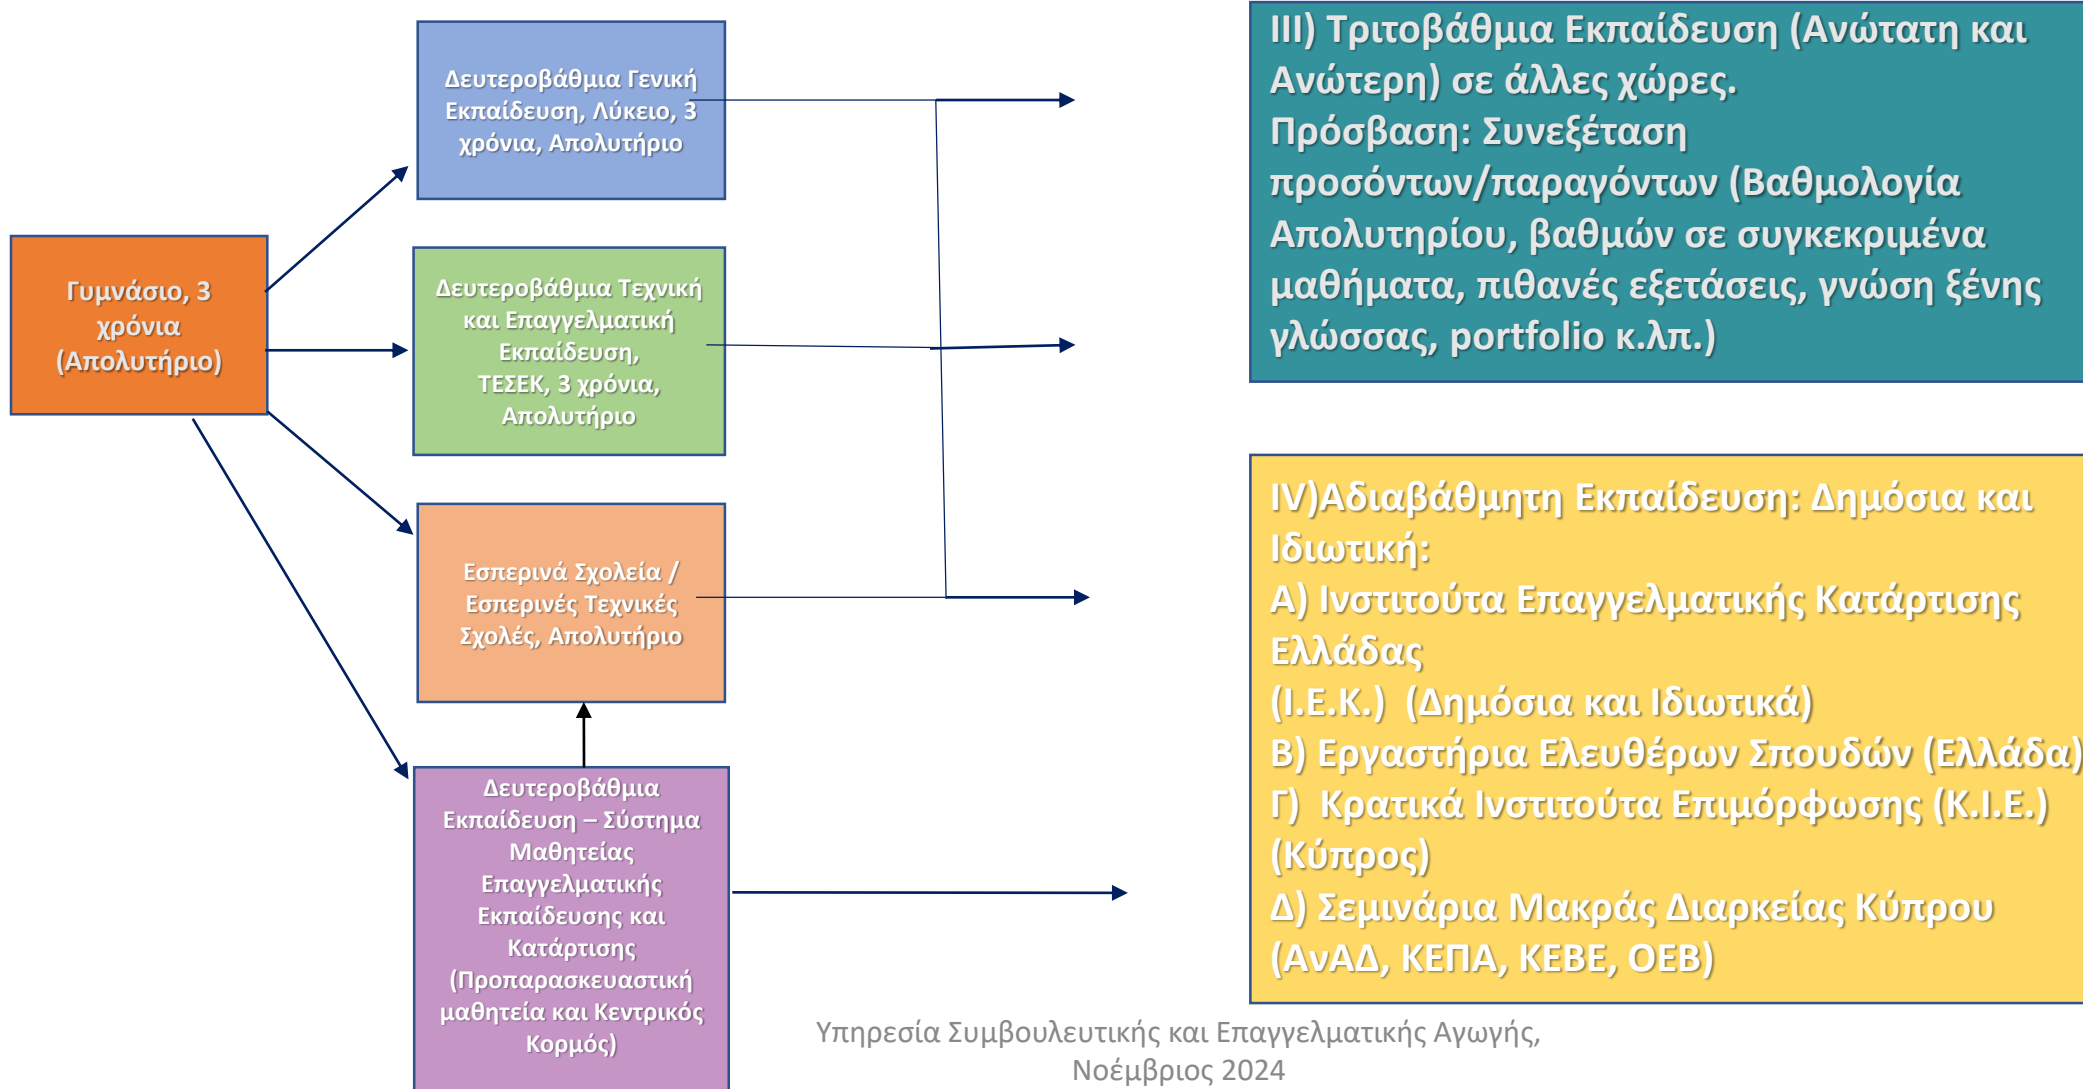 Γυμνάσιο, 3
χρόνια
(Απολυτήριο)
Δευτεροβάθμια Γενική
Εκπαίδευση, Λύκειο, 3
χρόνια, Απολυτήριο
Δευτεροβάθμια Τεχνική
και Επαγγελματική
Εκπαίδευση,
ΤΕΣΕΚ, 3 χρόνια,
Απολυτήριο
Εσπερινά Σχολεία /
Εσπερινές Τεχνικές
Σχολές, Απολυτήριο
Δευτεροβάθμια
Εκπαίδευση – Σύστημα
Μαθητείας
Επαγγελματικής
Εκπαίδευσης και
Κατάρτισης
(Προπαρασκευαστική
μαθητεία και Κεντρικός
Κορμός)
III) Τριτοβάθμια Εκπαίδευση (Ανώτατη και
Ανώτερη) σε άλλες χώρες.
Πρόσβαση: Συνεξέταση
προσόντων/παραγόντων (Βαθμολογία
Απολυτηρίου, βαθμών σε συγκεκριμένα
μαθήματα, πιθανές εξετάσεις, γνώση ξένης
γλώσσας, portfolio κ.λπ.)
IV)Αδιαβάθμητη Εκπαίδευση: Δημόσια και
Ιδιωτική:
Α) Ινστιτούτα Επαγγελματικής Κατάρτισης
Ελλάδας
(Ι.Ε.Κ.) (Δημόσια και Ιδιωτικά)
Β) Εργαστήρια Ελευθέρων Σπουδών (Ελλάδα)
Γ) Κρατικά Ινστιτούτα Επιμόρφωσης (Κ.Ι.Ε.)
(Κύπρος)
Δ) Σεμινάρια Μακράς Διαρκείας Κύπρου
(ΑνΑΔ, ΚΕΠΑ, ΚΕΒΕ, ΟΕΒ)
Υπηρεσία Συμβουλευτικής και Επαγγελματικής Αγωγής,
Νοέμβριος 2024